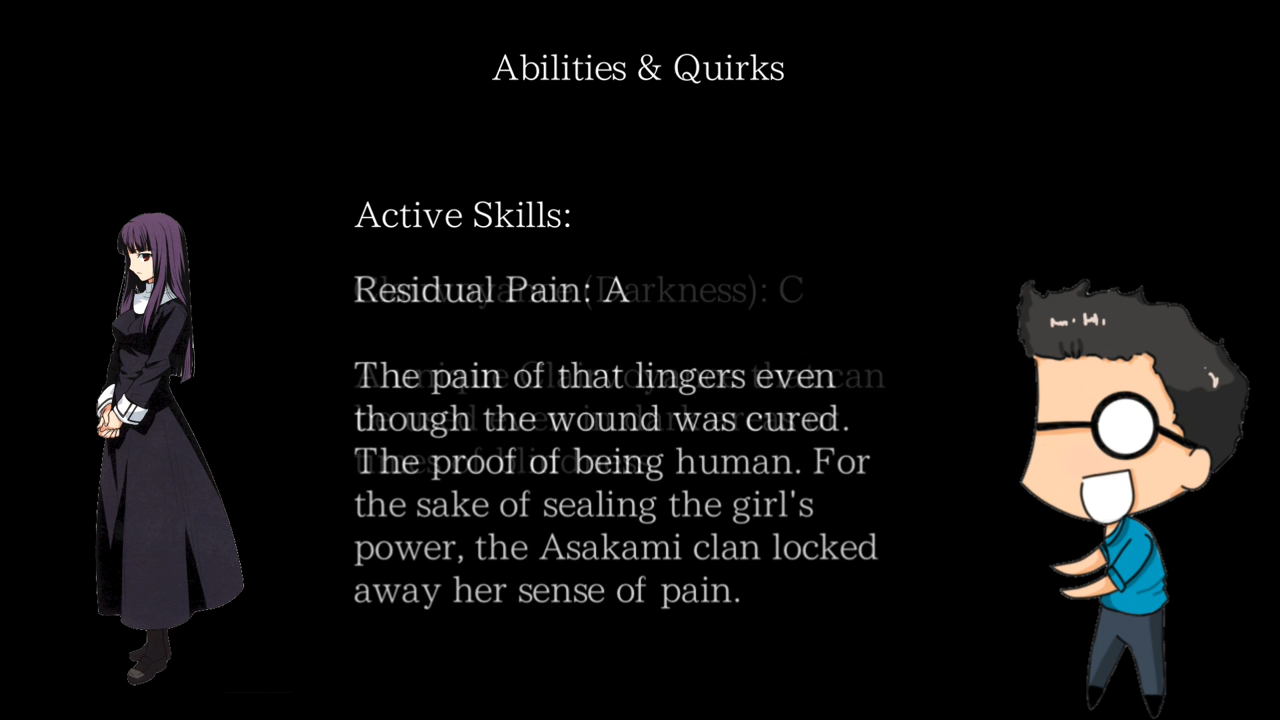 Abilities & Quirks
Active Skills:
Residual Pain: A
(Darkness): C
The pain of that lingers even
though the wound was cured.
The proof of being human. For
the sake of sealing the girl's
power, the Asakami clan locked
away her sense of pain.